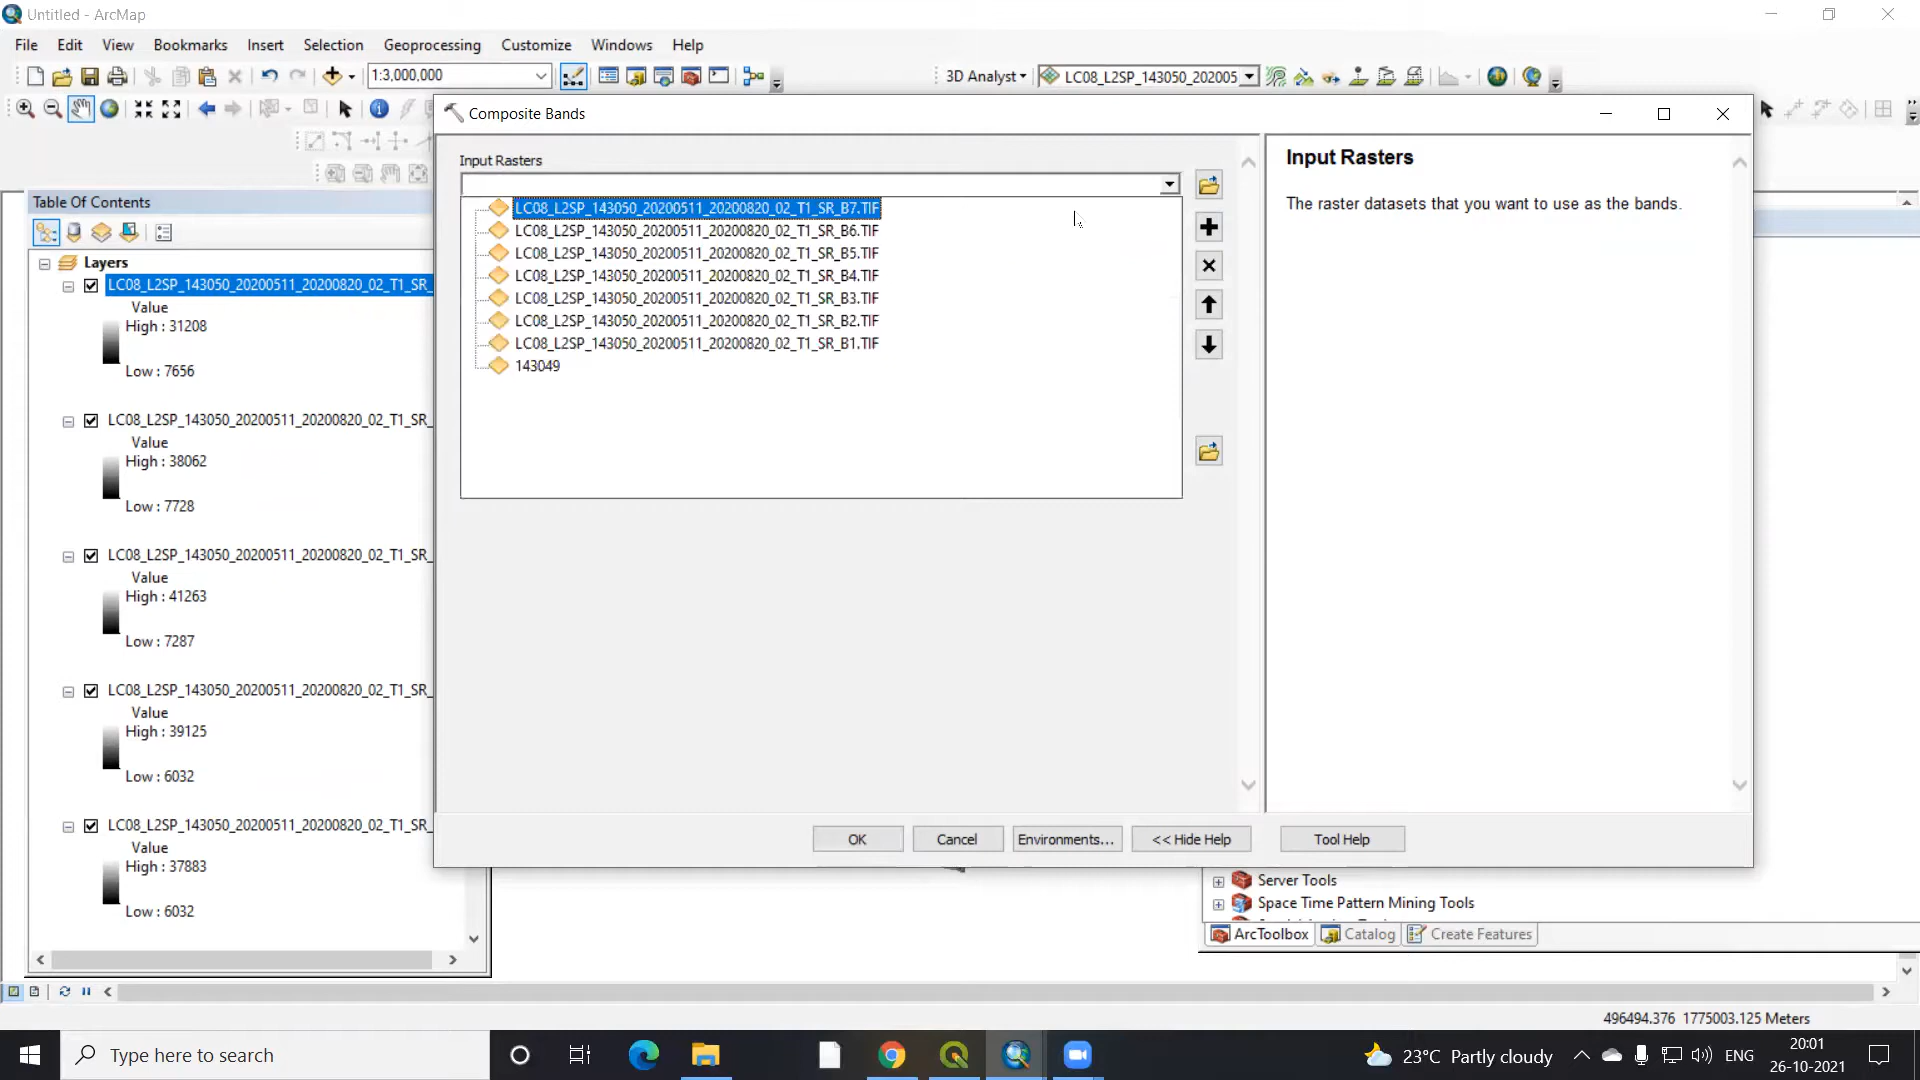 Untitled - ArcMap
File Edit View Bookmarks Insert Selection Geoprocessing Customize Windows Help
1:3,000,000
3D Analyst
LC08_L2SP_143050_202005
Composite Bands
Input Rasters
LC08_L2SP_143050_20200511_20200820_02_T1_SR_B7.TIF
LC08_L2SP_143050_20200511_20200820_02_T1_SR_B6.TIF
LC08_L2SP_143050_20200511_20200820_02_T1_SR_B5.TIF
LC08_L2SP_143050_20200511_20200820_02_T1_SR_B4.TIF
LC08_L2SP_143050_20200511_20200820_02_T1_SR_B3.TIF
LC08_L2SP_143050_20200511_20200820_02_T1_SR_B2.TIF
LC08_L2SP_143050_20200511_20200820_02_T1_SR_B1.TIF
143049
Input Rasters
The raster datasets that you want to use as the bands.
OK Cancel Environments... << Hide Help Tool Help
Table Of Contents
Layers
LC08_L2SP_143050_20200511_20200820_02_T1_SR_
Value
High : 31208
Low : 7656
LC08_L2SP_143050_20200511_20200820_02_T1_SR_
Value
High : 38062
Low : 7728
LC08_L2SP_143050_20200511_20200820_02_T1_SR_
Value
High : 41263
Low : 7287
LC08_L2SP_143050_20200511_20200820_02_T1_SR_
Value
High : 39125
Low : 6032
LC08_L2SP_143050_20200511_20200820_02_T1_SR_
Value
High : 37883
Low : 6032
Server Tools
Space Time Pattern Mining Tools
ArcToolbox Catalog Create Features
496494.376 1775003.125 Meters
Type here to search
23°C Partly cloudy
ENG
20:01
26-10-2021